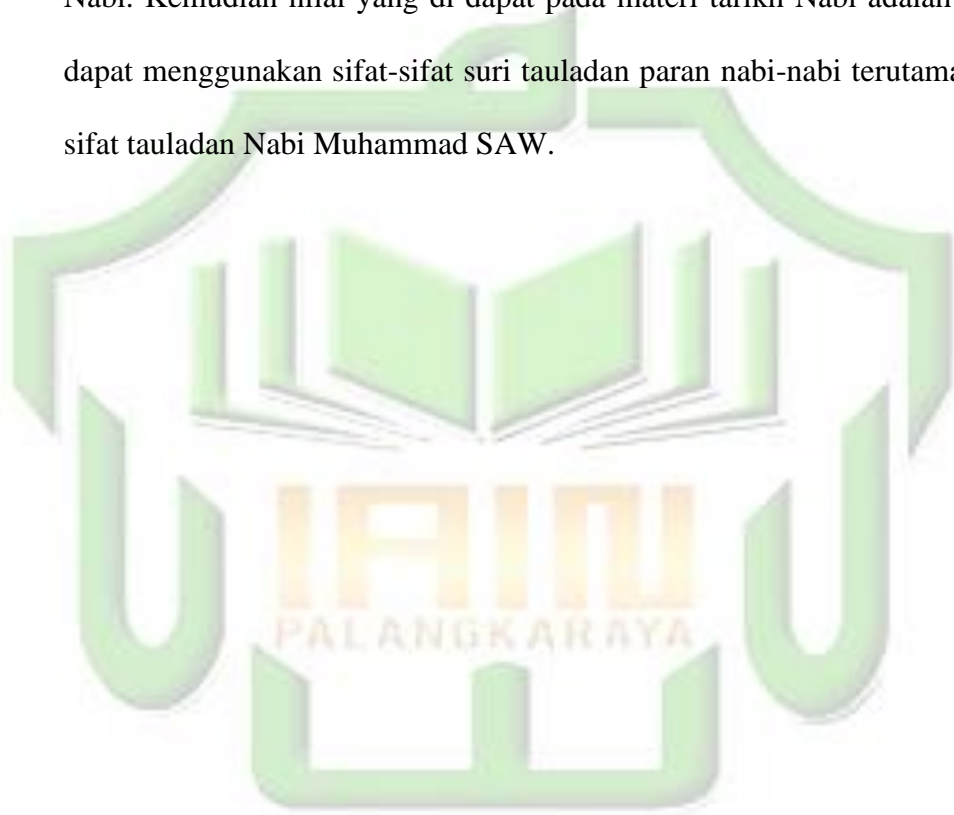 Nabi. Kemudian nilai yang di dapat pada materi tarikh Nabi adalah
dapat menggunakan sifat-sifat suri tauladan paran nabi-nabi terutama
sifat tauladan Nabi Muhammad SAW.
IAIN
PALANGKARAYA